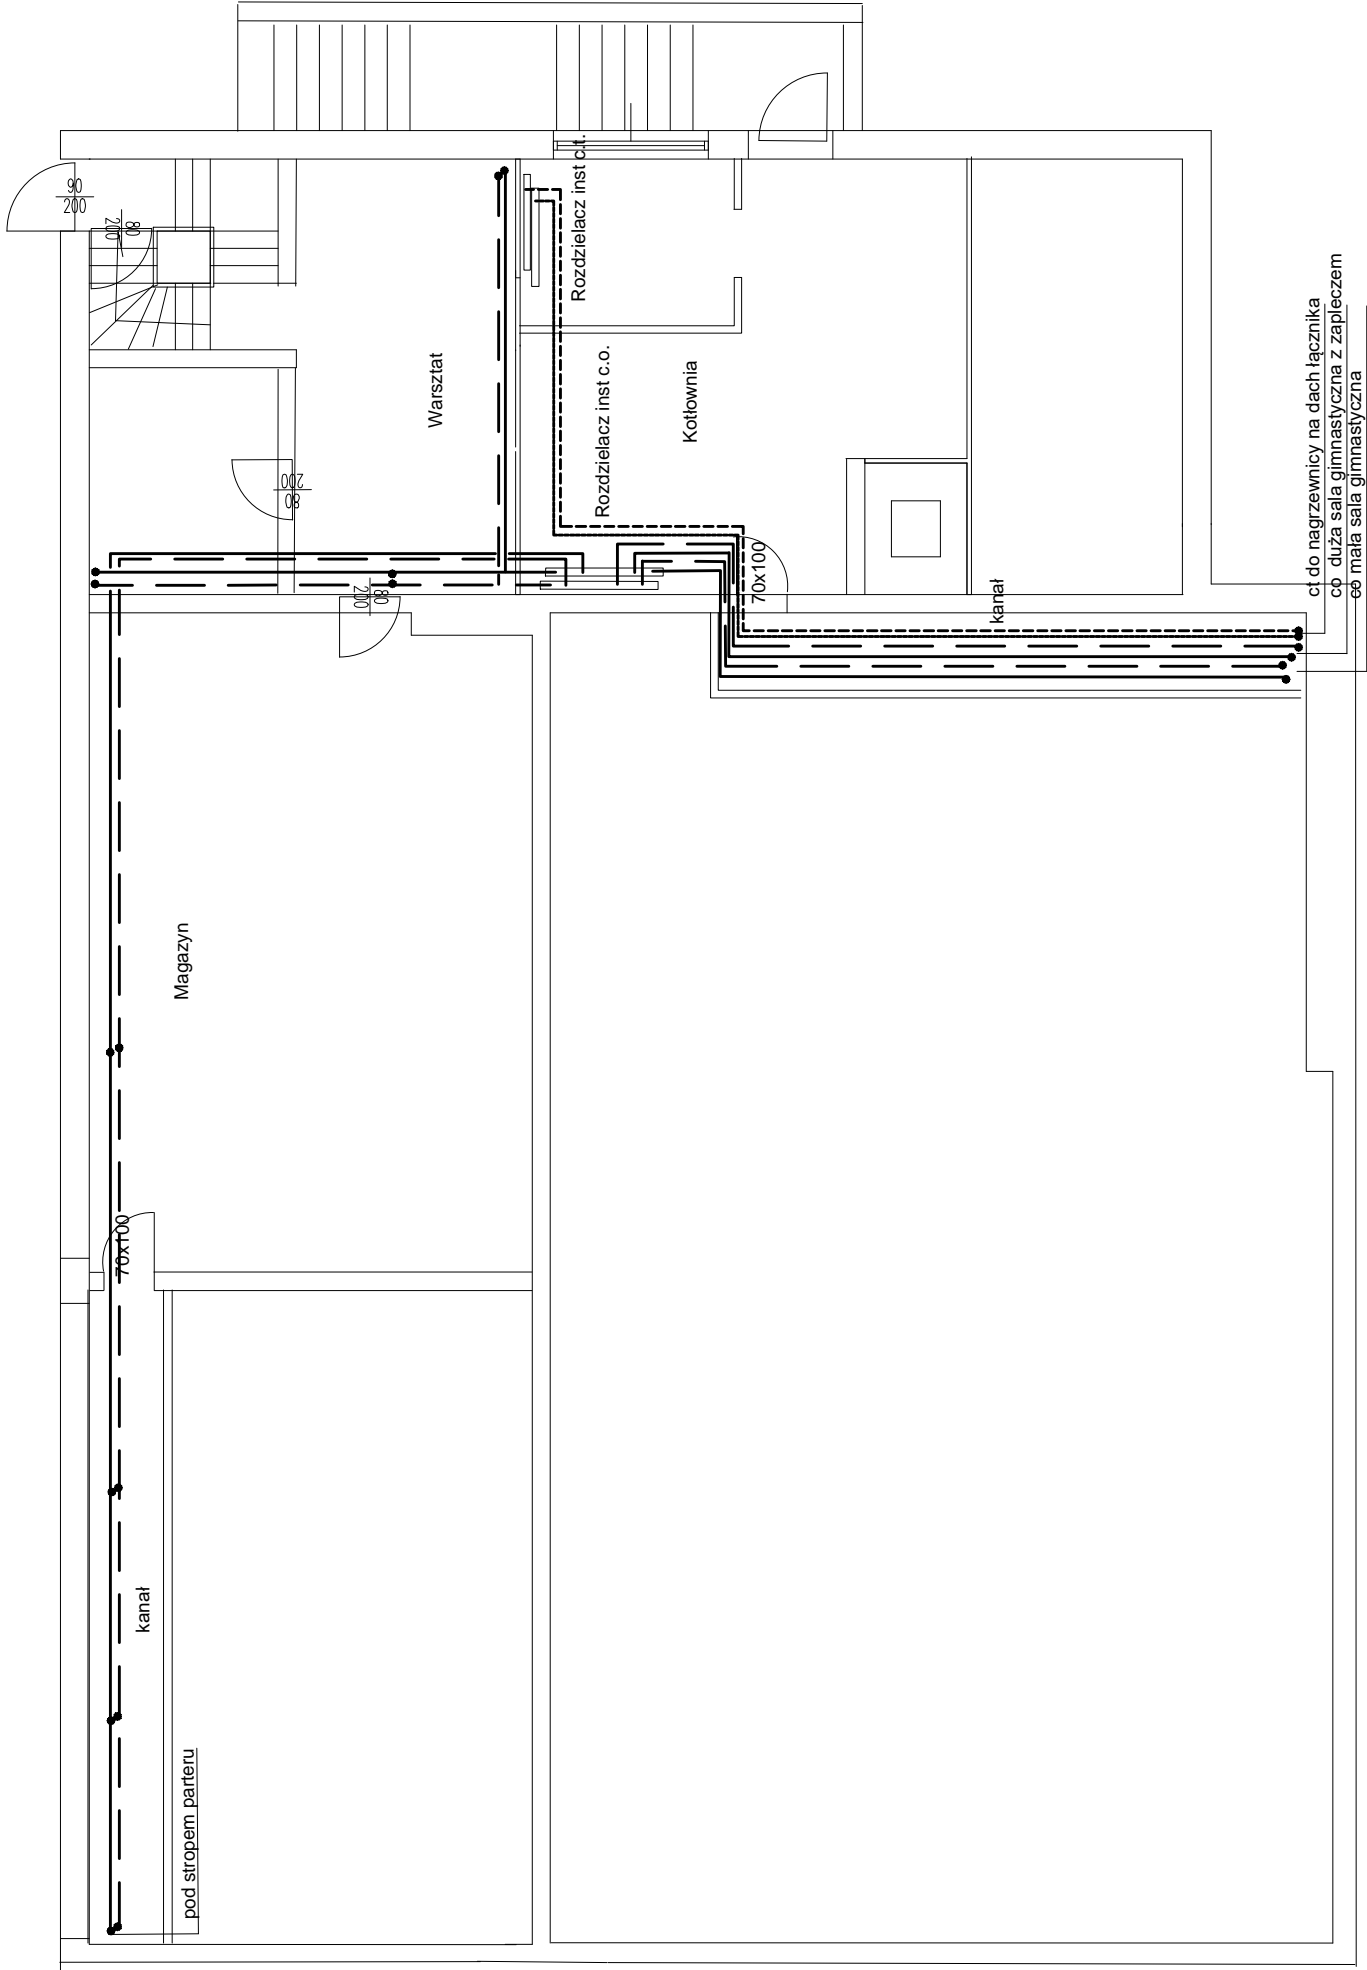 90
200
80
200
Rozdzielacz inst c.t.
Warsztat
Rozdzielacz inst c.o.
Kotłownia
80
200
80
200
70x100
kanał
ct do nagrzewnicy na dach łącznika
co duża sala gimnastyczna z zapleczem
co mała sala gimnastyczna
Magazyn
70x100
kanał
pod stropem parteru